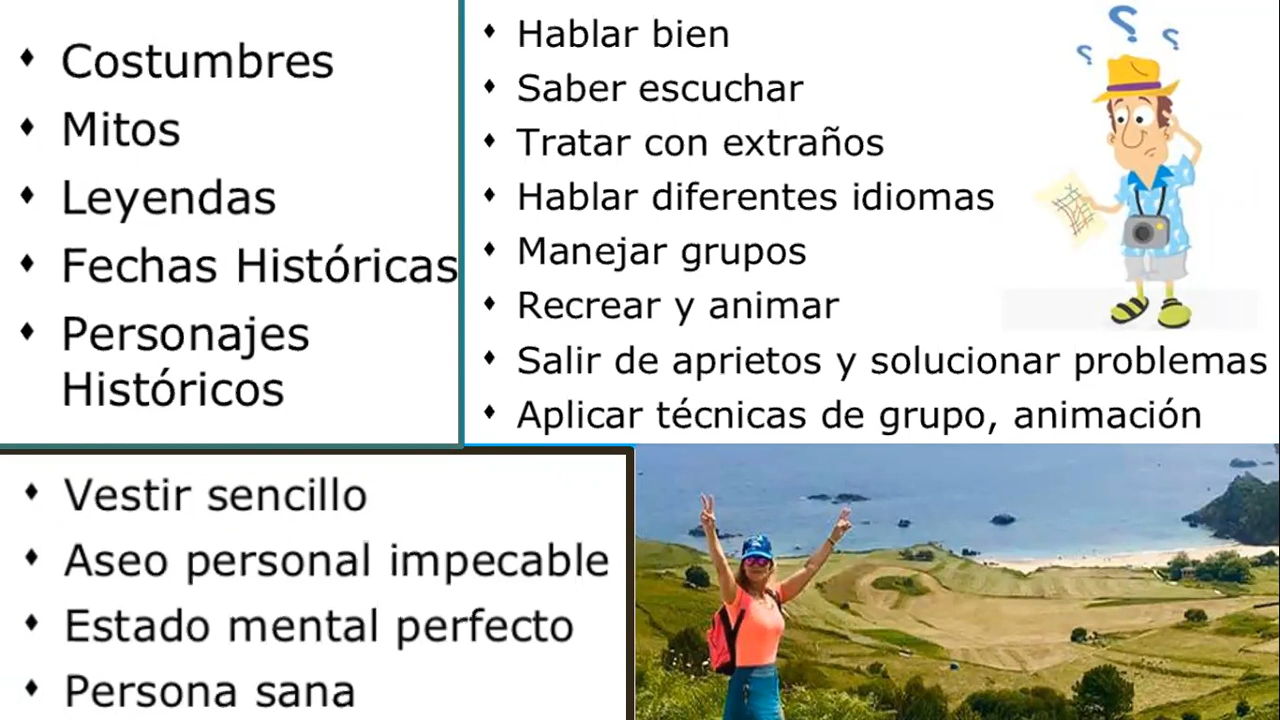 ♦ Costumbres
♦ Mitos
♦ Leyendas
♦ Fechas Históricas
♦ Personajes
Históricos
♦ Hablar bien
♦ Saber escuchar
♦ Tratar con extraños
♦ Hablar diferentes idiomas
♦ Manejar grupos
♦ Recrear y animar
♦ Salir de aprietos y solucionar problemas
♦ Aplicar técnicas de grupo, animación
♦ Vestir sencillo
♦ Aseo personal impecable
♦ Estado mental perfecto
♦ Persona sana